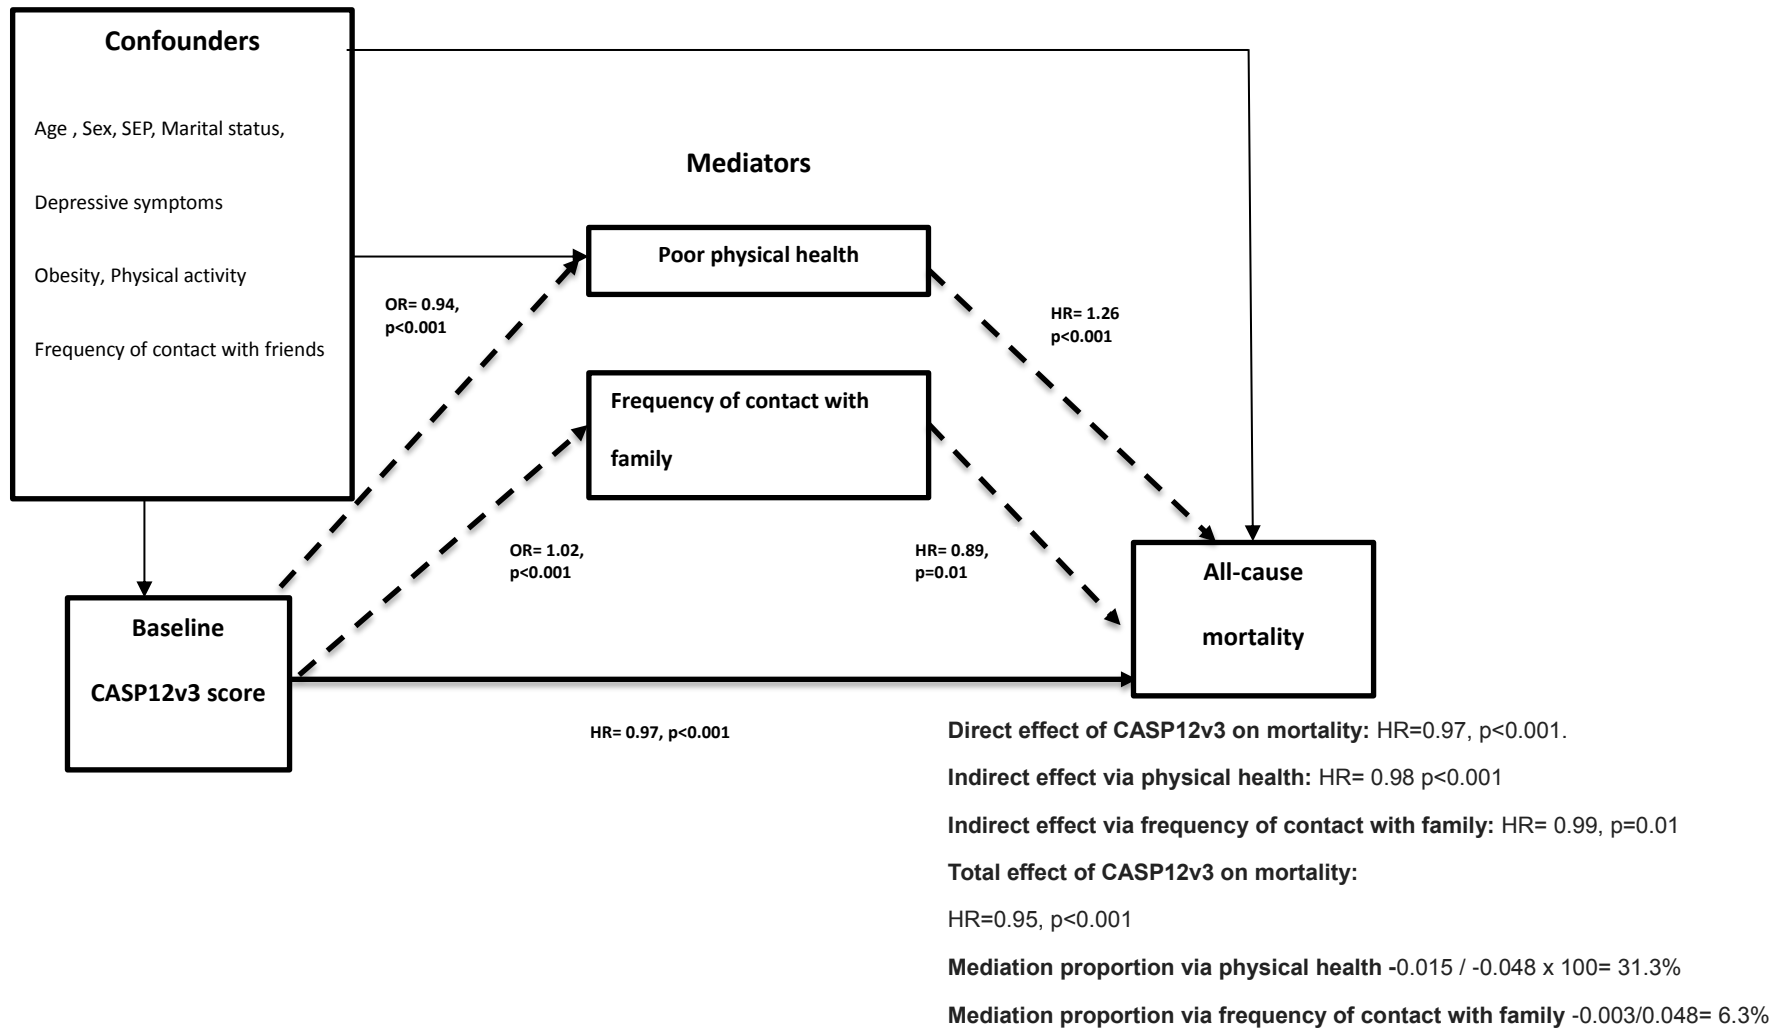 Confounders
Age , Sex, SEP, Marital status,
Depressive symptoms
Obesity, Physical activity
Frequency of contact with friends
Mediators
Poor physical health
OR= 0.94,
p<0.001
HR= 1.26
p<0.001
Frequency of contact with
family
OR= 1.02,
p<0.001
HR= 0.89,
p=0.01
All-cause
mortality
Baseline
CASP12v3 score
HR= 0.97, p<0.001
Direct effect of CASP12v3 on mortality: HR=0.97, p<0.001.
Indirect effect via physical health: HR= 0.98 p<0.001
Indirect effect via frequency of contact with family: HR= 0.99, p=0.01
Total effect of CASP12v3 on mortality:
HR=0.95, p<0.001
Mediation proportion via physical health -0.015 / -0.048 x 100= 31.3%
Mediation proportion via frequency of contact with family -0.003/0.048= 6.3%